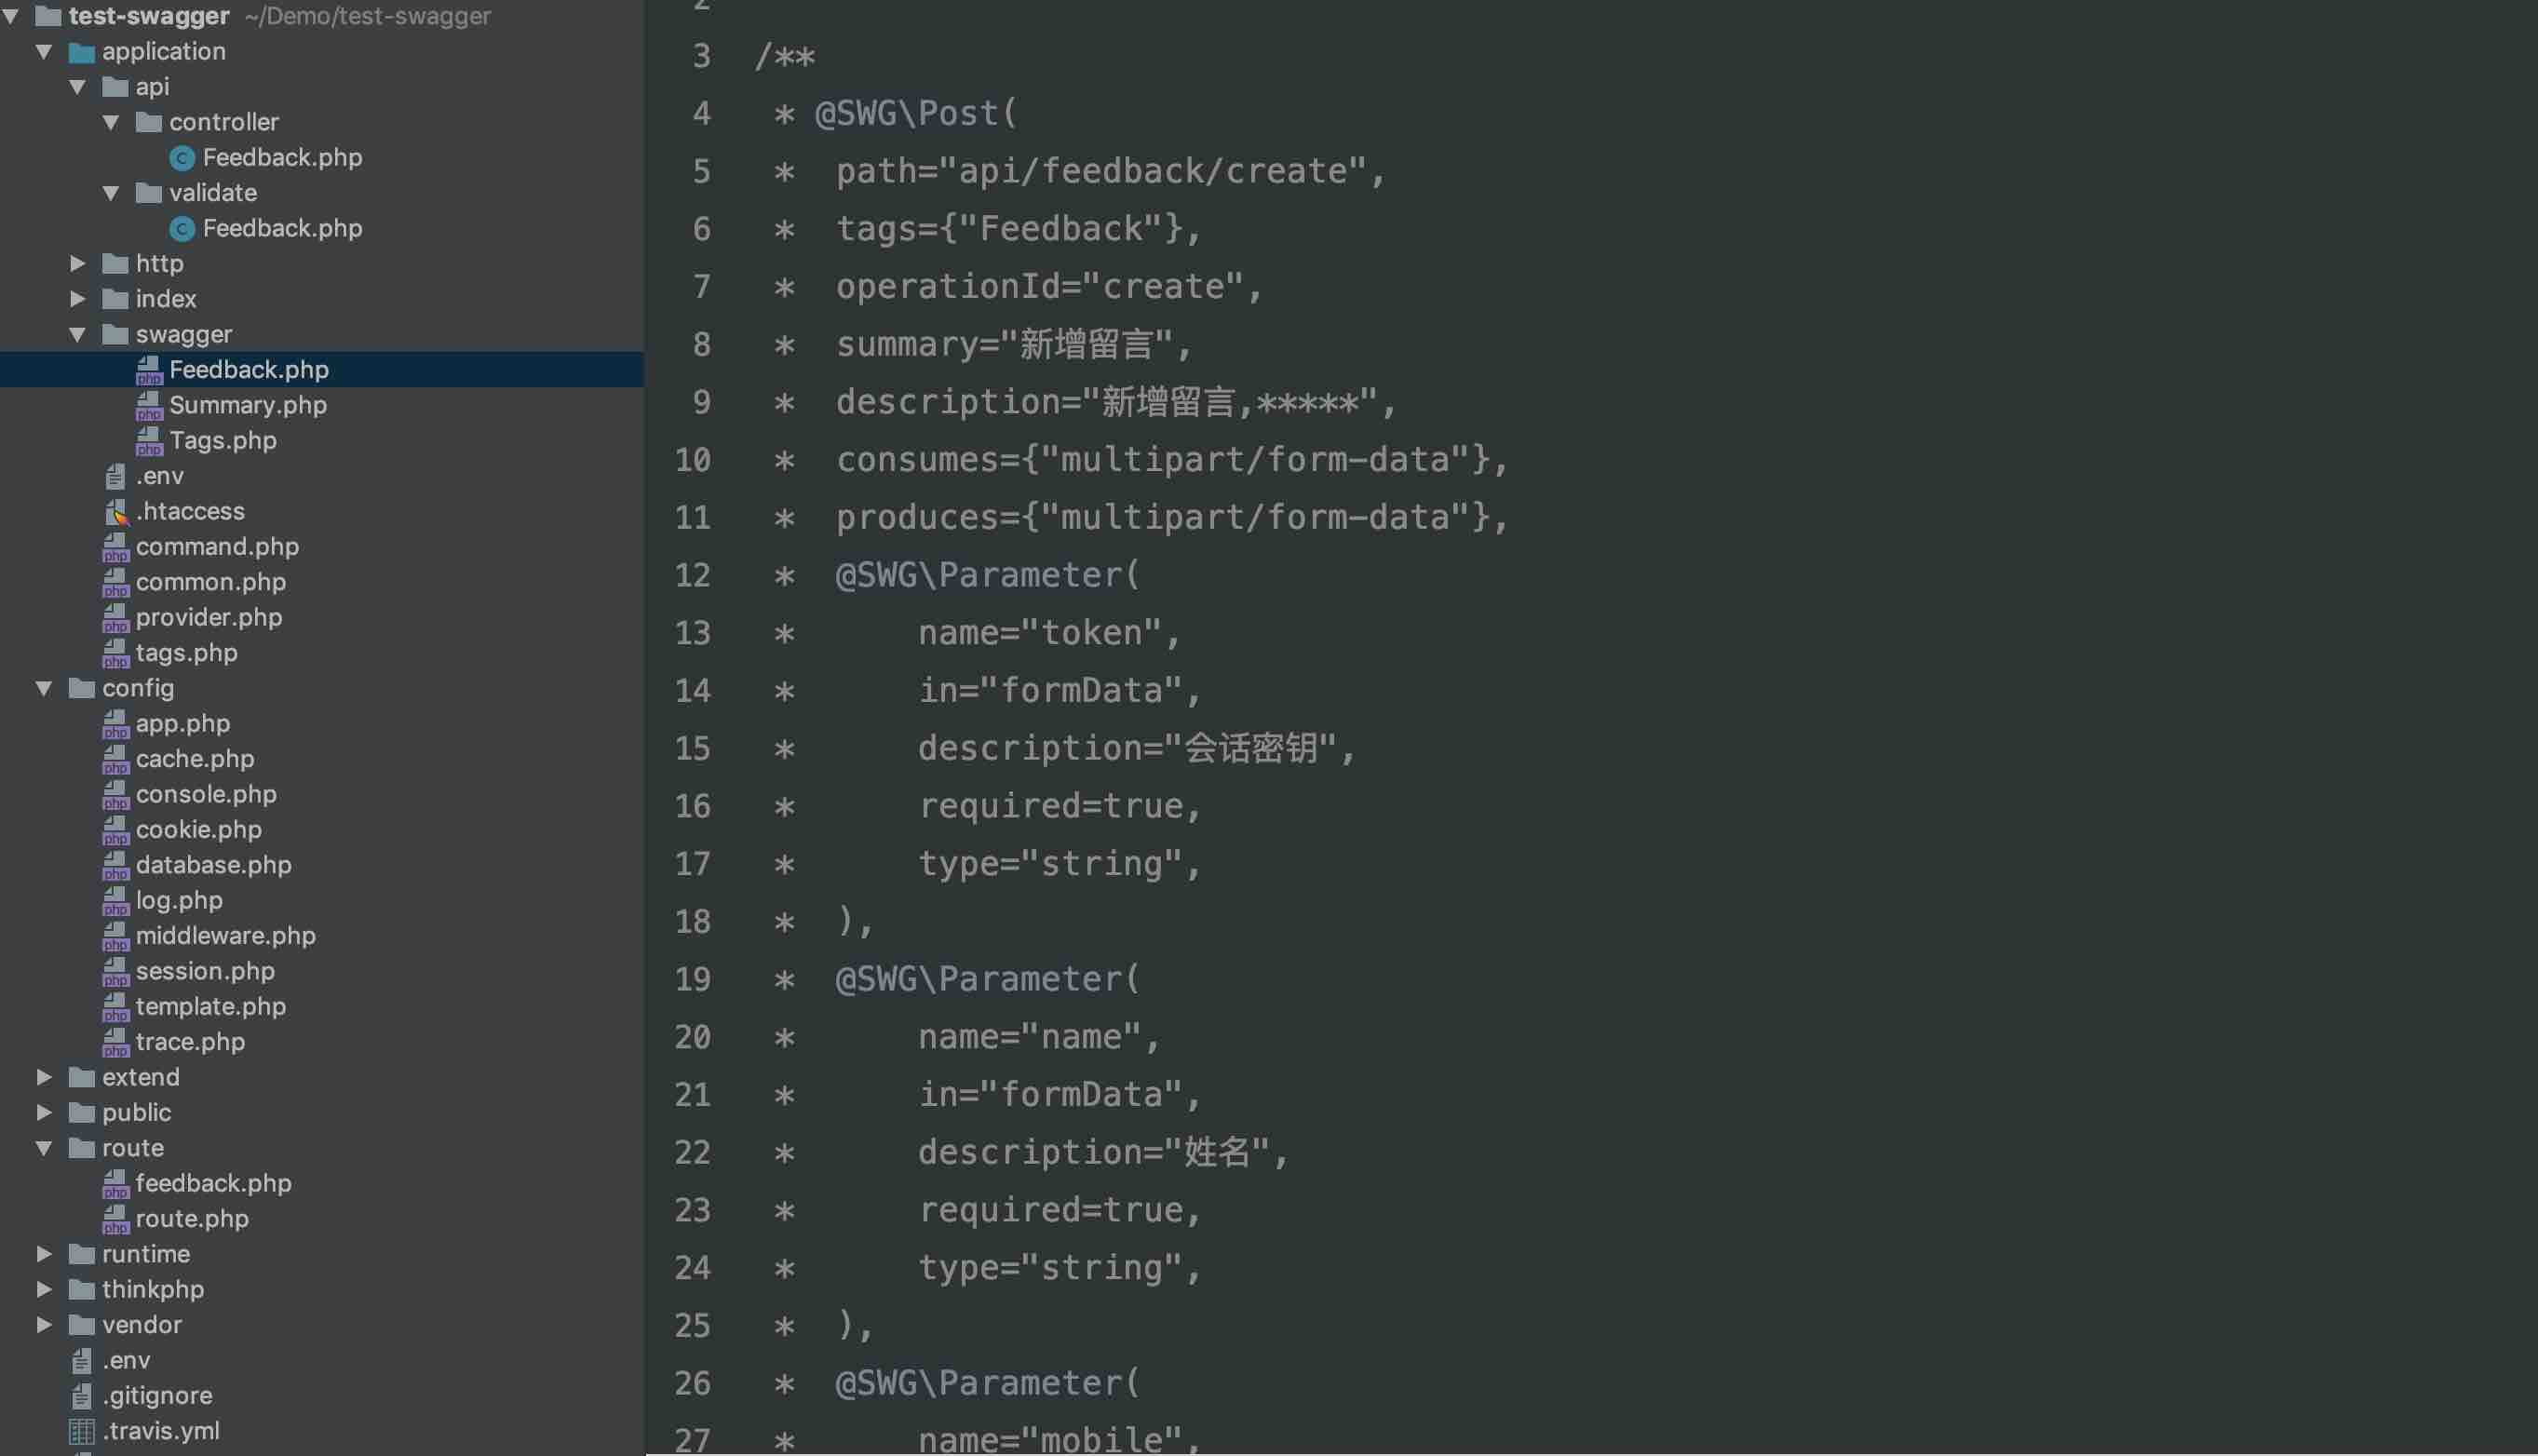 test-swagger ~/Demo/test-swagger
application
api
controller
Feedback.php
validate
Feedback.php
http
index
swagger
Feedback.php
Summary.php
Tags.php
.env
.htaccess
command.php
common.php
provider.php
tags.php
config
app.php
cache.php
console.php
cookie.php
database.php
log.php
middleware.php
session.php
template.php
trace.php
extend
public
route
feedback.php
route.php
runtime
thinkphp
vendor
.env
.gitignore
.travis.yml
2
3 /**
4 * @SWG\Post(
5 * path="api/feedback/create",
6 * tags={"Feedback"},
7 * operationId="create",
8 * summary="新增留言",
9 * description="新增留言,*****",
10 * consumes={"multipart/form-data"},
11 * produces={"multipart/form-data"},
12 * @SWG\Parameter(
13 * name="token",
14 * in="formData",
15 * description="会话密钥",
16 * required=true,
17 * type="string",
18 * ),
19 * @SWG\Parameter(
20 * name="name",
21 * in="formData",
22 * description="姓名",
23 * required=true,
24 * type="string",
25 * ),
26 * @SWG\Parameter(
27 * name="mobile",